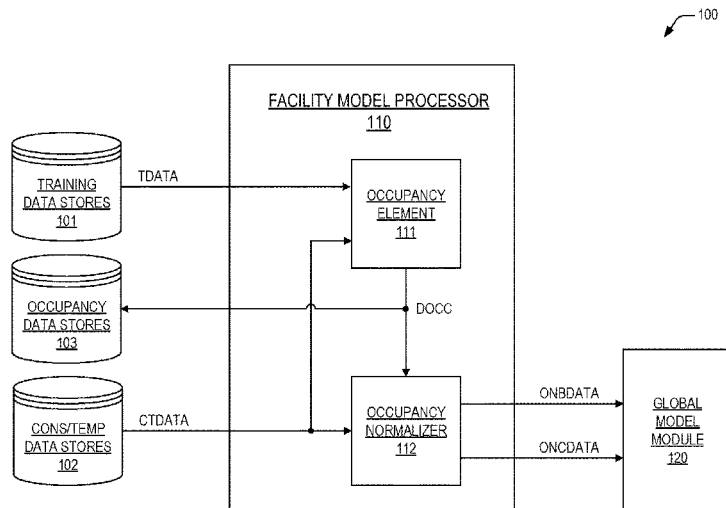 100
FACILITY MODEL PROCESSOR
110
TRAINING
DATA STORES
101
TDATA
OCCUPANCY
ELEMENT
111
OCCUPANCY
DATA STORES
103
DOCC
CONS/TEMP
DATA STORES
102
CTDATA
OCCUPANCY
NORMALIZER
112
ONBDATA
ONCDATA
GLOBAL
MODEL
MODULE
120